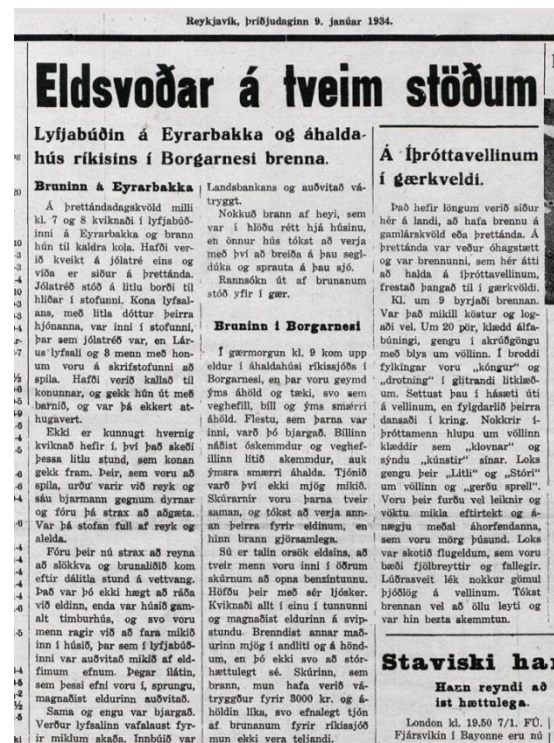 Reykjavík, þriðjudaginn 9. janúar 1934.
Eldsvoðar á tveim stöðum
Lyfjabúðin á Eyrarbakka og áhalda-
hús ríkisins í Borgarnesi brenna.
Bruninn á Eyrarbakka
Á þrettándadagskvöld milli
kl. 7 og 8 kviknaði í lyfjabúð-
inni á Eyrarbakka og brann
hún til kaldra kola. Hafði ver-
ið kveikt á jólatré eins og
víða er siður á þrettánda.
Jólatréð stóð á litlu borði til
hliðar í stofunni. Kona lyfsal-
ans, með litla dóttur þeirra
hjónanna, var inni í stofunni,
þar sem jólatréð var, en Lár-
us lyfsali og 3 menn með hon-
um voru á skrifstofunni að
spila. Hafði verið kallað til
konunnar, og gekk hún út með
barnið, og var þá ekkert at-
hugavert.
Ekki er kunnugt hvernig
kviknað hefir í, því það skeði
þessa litlu stund, sem konan
gekk fram. Þeir, sem voru að
spila, urðu varir við reyk og
sáu bjarmann gegnum dyrnar
og fóru þá strax að aðgæta.
Var þá stofan full af reyk og
alelda.
Fóru þeir nú strax að reyna
að slökkva og brunaliðið kom
eftir dálitla stund á vettvang.
Það var þó ekki hægt að ráða
við eldinn, enda var húsið gam-
alt timburhús, og svo voru
menn ragir við að fara mikið
inn í húsið, þar sem í lyfjabúð-
inni var auðvitað mikið af eld-
fimum efnum. Þegar ílátin,
sem þessi efni voru í, sprungu,
magnaðist eldurinn auðvitað.
Sama og engu var bjargað.
Verður lyfsalinn vafalaust fyr-
ir miklum skaða. Innbúið var
Landsbankans og auðvitað vá-
tryggt.
Nokkuð brann af heyi, sem
var í hlöðu rétt hjá húsinu,
en önnur hús tókst að verja
með því að breiða á þau segl-
dúka og sprauta á þau sjó.
Rannsókn út af brunanum
stóð yfir í gær.
Bruninn í Borgarnesi
Í gærmorgun kl. 9 kom upp
eldur í áhaldahúsi ríkissjóðs í
Borgarnesi, en þar voru geymd
ýms áhöld og tæki, svo sem
veghefill, bíll og ýms smærri
áhöld. Flestu, sem þarna var
inni, varð þó bjargað. Bíllinn
náðist óskemmdur og veghef-
illinn lítið skemmdur, auk
ýmsra smærri áhalda. Tjónið
varð því ekki mjög mikið.
Skúrarnir voru þarna tveir
saman, og tókst að verja ann-
an þeirra fyrir eldinum, en
hinn brann gjörsamlega.
Sú er talin orsök eldsins, að
tveir menn voru inni í öðrum
skúrnum að opna benzíntunnu.
Höfðu þeir með sér ljósker.
Kviknaði allt í einu í tunnunni
og magnaðist eldurinn á svip-
stundu. Brenndist annar mað-
urinn mjög í andliti og á hönd-
um, en þó ekki svo að stór-
hættulegt sé. Skúrinn, sem
brann, mun hafa verið vá-
tryggður fyrir 3000 kr. og á-
höldin líka, svo efnalegt tjón
af brunanum fyrir ríkissjóð
mun ekki vera teljandi.
Á Íþróttavellinum
í gærkveldi.
Það hefir löngum verið siður
hér á landi, að hafa brennu á
gamlárskvöld eða þrettánda. Á
þrettánda var veður óhagstætt
og var brennunni, sem hér átti
að halda á íþróttavellinum,
frestað þangað til í gærkvöldi.
Kl. um 9 byrjaði brennan.
Var það mikill köstur og log-
aði vel. Um 20 pör, klædd álfa-
búningi, gengu í skrúðgöngu
með blys um völlinn. Í broddi
fylkingar voru „kóngur“ og
„drotning“ í glitrandi litklæð-
um. Settust þau í hásæti úti
á vellinum, en fylgdarlið þeirra
dansaði í kring. Nokkrir í-
þróttamenn hlupu um völlinn
klæddir sem „klovnar“ og
sýndu „kúnstir“ sínar. Loks
gengu þeir „Litli“ og „Stóri“
um völlinn og „gerðu sprell“.
Voru þeir furðu vel leiknir og
vöktu mikla eftirtekt og á-
nægju meðal áhorfendanna,
sem voru mörg þúsund. Loks
var skotið flugeldum, sem voru
bæði fjölbreyttir og fallegir.
Lúðrasveit lék nokkur gömul
þjóðlög á vellinum. Tókst
brennan vel að öllu leyti og
var hin bezta skemmtun.
Staviski
Hann reyndi að
ist hættulega.
London kl. 19.50 7/1. FÚ.
Fjársvikin í Bayonne eru nú